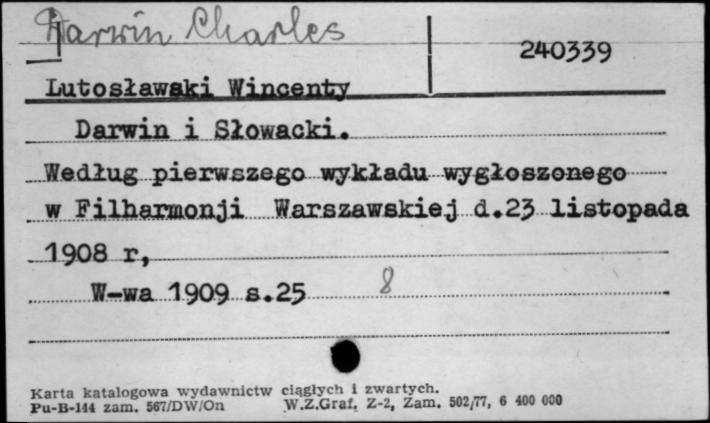 Darwin Charles
240339
Lutosławski Wincenty
Darwin i Słowacki.
Według pierwszego wykładu wygłoszonego
w Filharmonji Warszawskiej d.23 listopada
1908 r,
W-wa 1909 s.25 8
Karta katalogowa wydawnictw ciągłych i zwartych.
Pu-B-144 zam. 567/DW/On W.Z.Graf. Z-2, Zam. 502/77, 6 400 000